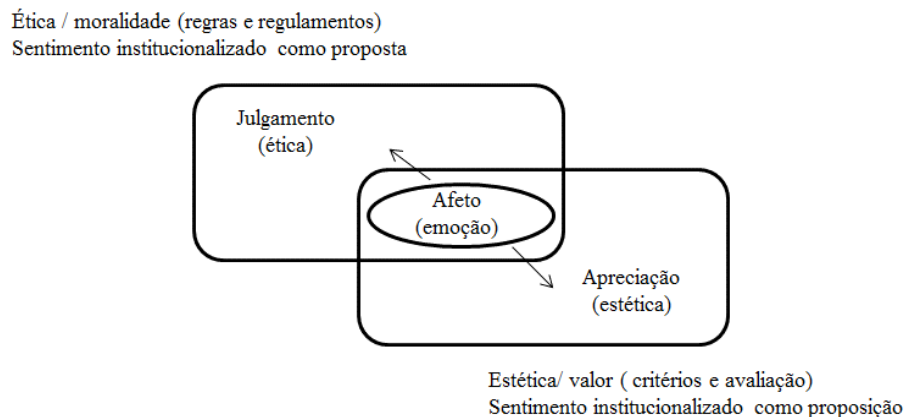 Ética / moralidade (regras e regulamentos)
Sentimento institucionalizado como proposta
Julgamento
(ética)
Afeto
(emoção)
Apreciação
(estética)
Estética/ valor ( critérios e avaliação)
Sentimento institucionalizado como proposição